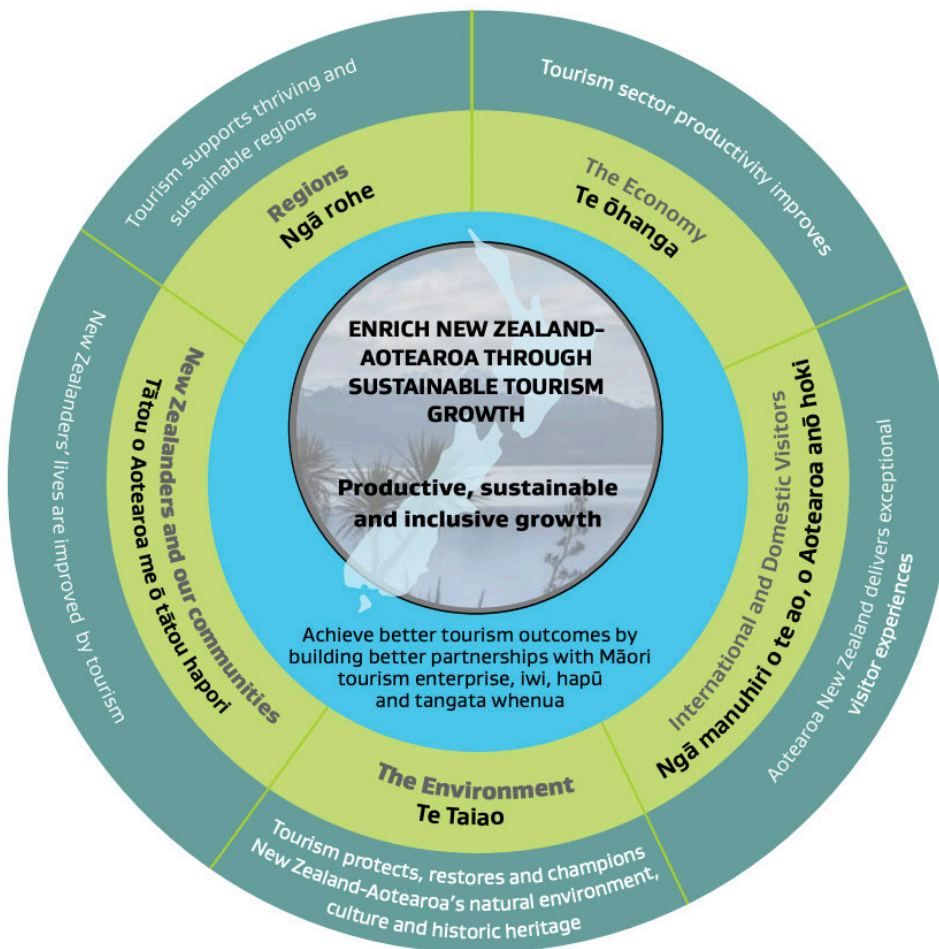 ENRICH NEW ZEALAND–
AOTEAROA THROUGH
SUSTAINABLE TOURISM
GROWTH
Productive, sustainable
and inclusive growth
Achieve better tourism outcomes by
building better partnerships with Māori
tourism enterprise, iwi, hapū
and tangata whenua
The Economy
Te ōhanga
Tourism sector productivity improves
International and Domestic Visitors
Ngā manuhiri o te ao, o Aotearoa anō hoki
Aotearoa New Zealand delivers exceptional
visitor experiences
The Environment
Te Taiao
Tourism protects, restores and champions
New Zealand–Aotearoa's natural environment,
culture and historic heritage
New Zealanders and our communities
Tātou o Aotearoa me ō tātou hapori
New Zealanders' lives are improved by tourism
Regions
Ngā rohe
Tourism supports thriving and
sustainable regions